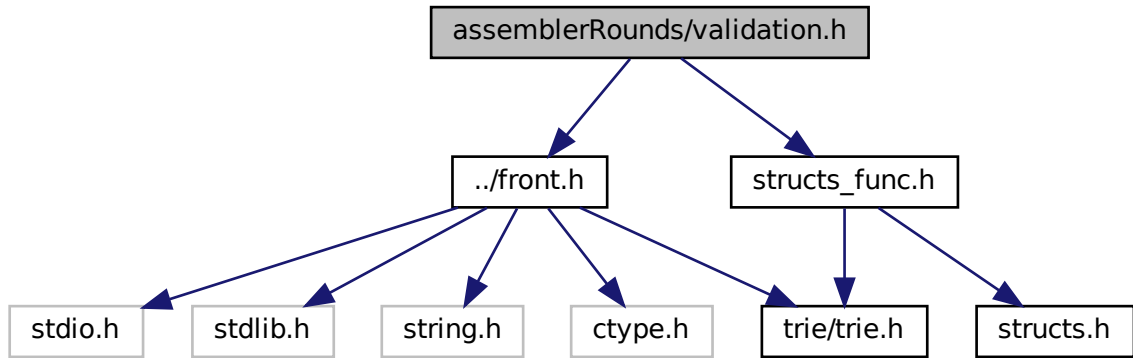 assemblerRounds/validation.h
../front.h
structs_func.h
stdio.h
stdlib.h
string.h
ctype.h
trie/trie.h
structs.h